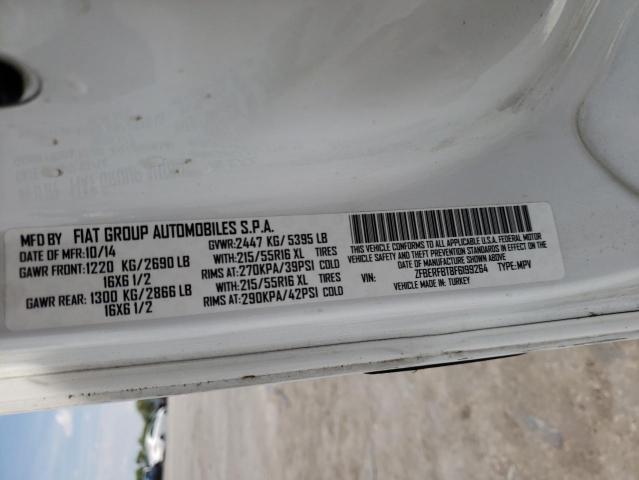 MFD BY FIAT GROUP AUTOMOBILES S.P.A.
DATE OF MFR:10/14 GVWR:2447 KG/ 5395 LB
GAWR FRONT:1220 KG/2690 LB WITH:215/55R16 XL TIRES
16X6 1/2 RIMS AT:270KPA/39PSI COLD
GAWR REAR: 1300 KG/2866 LB WITH:215/55R16 XL TIRES
16X6 1/2 RIMS AT:290KPA/42PSI COLD
THIS VEHICLE CONFORMS TO ALL APPLICABLE U.S.A. FEDERAL MOTOR
VEHICLE SAFETY AND THEFT PREVENTION STANDARDS IN EFFECT ON THE
DATE OF MANUFACTURE SHOWN ABOVE.
VIN: ZFBERFBT8F6199264 TYPE:MPV
VEHICLE MADE IN: TURKEY